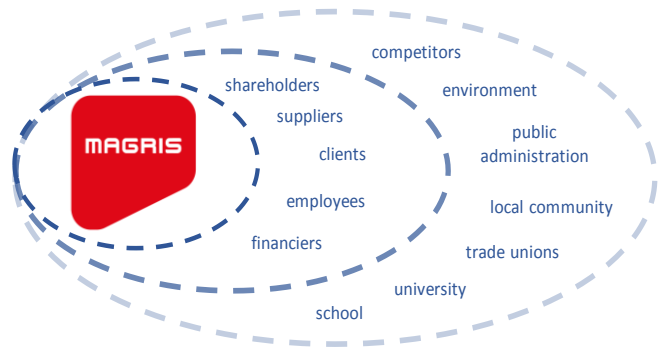 competitors
shareholders
environment
suppliers
public
administration
MAGRIS
clients
employees
local community
financiers
trade unions
university
school